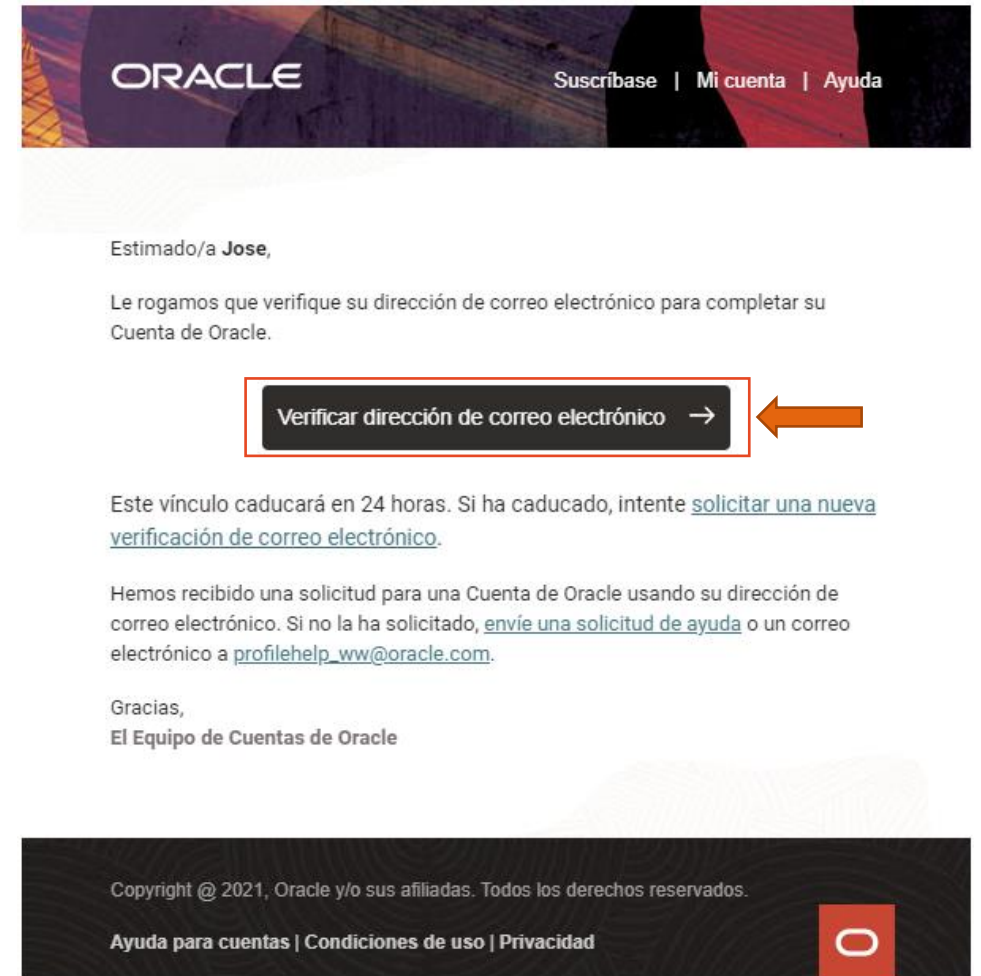 ORACLE
Suscríbase | Mi cuenta | Ayuda
Estimado/a Jose,
Le rogamos que verifique su dirección de correo electrónico para completar su
Cuenta de Oracle.
Verificar dirección de correo electrónico →
Este vínculo caducará en 24 horas. Si ha caducado, intente solicitar una nueva
verificación de correo electrónico.
Hemos recibido una solicitud para una Cuenta de Oracle usando su dirección de
correo electrónico. Si no la ha solicitado, envíe una solicitud de ayuda o un correo
electrónico a profilehelp_ww@oracle.com.
Gracias,
El Equipo de Cuentas de Oracle
Copyright @ 2021, Oracle y/o sus afiliadas. Todos los derechos reservados.
Ayuda para cuentas | Condiciones de uso | Privacidad